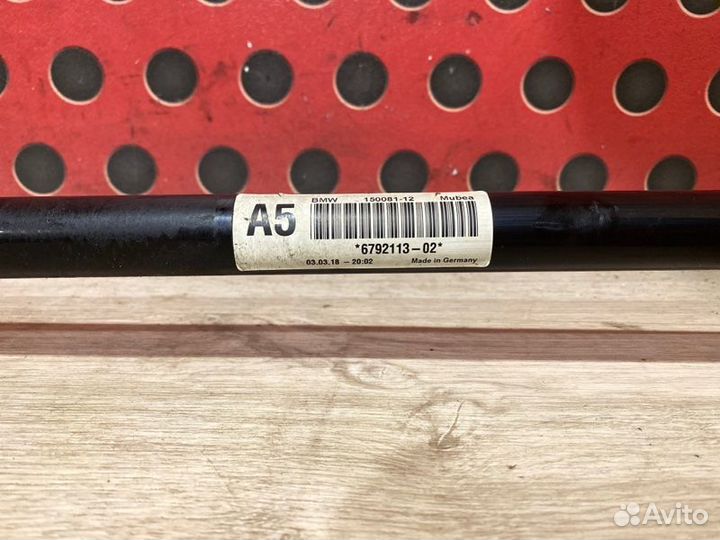 A5
BMW 150081-12 Mubea
*6792113-02*
03.03.18 - 20:02 Made in Germany
Avito